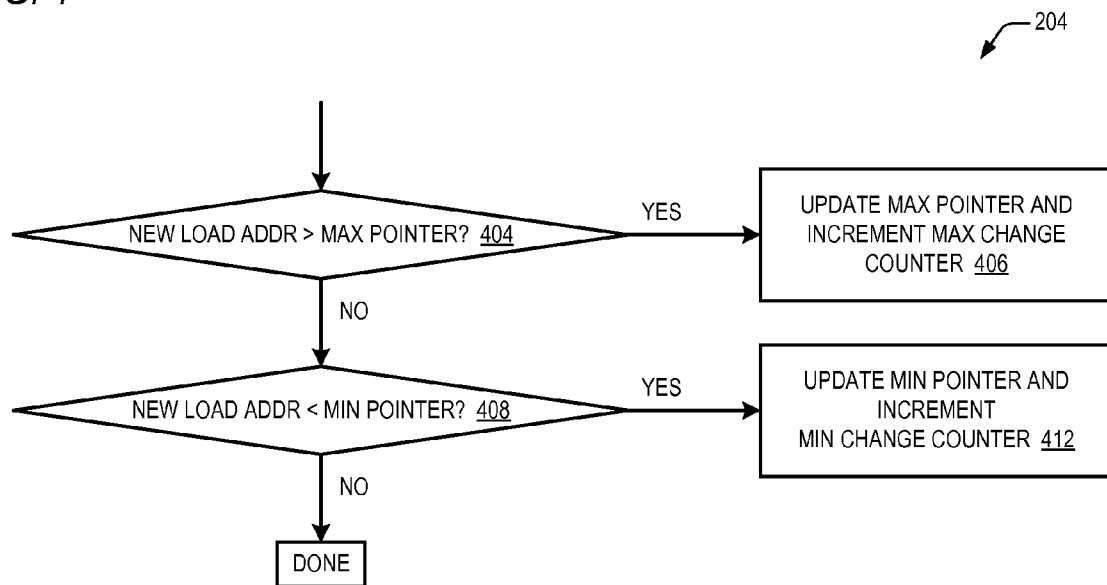 204
NEW LOAD ADDR > MAX POINTER? 404
YES
UPDATE MAX POINTER AND
INCREMENT MAX CHANGE
COUNTER 406
NO
NEW LOAD ADDR < MIN POINTER? 408
YES
UPDATE MIN POINTER AND
INCREMENT
MIN CHANGE COUNTER 412
NO
DONE